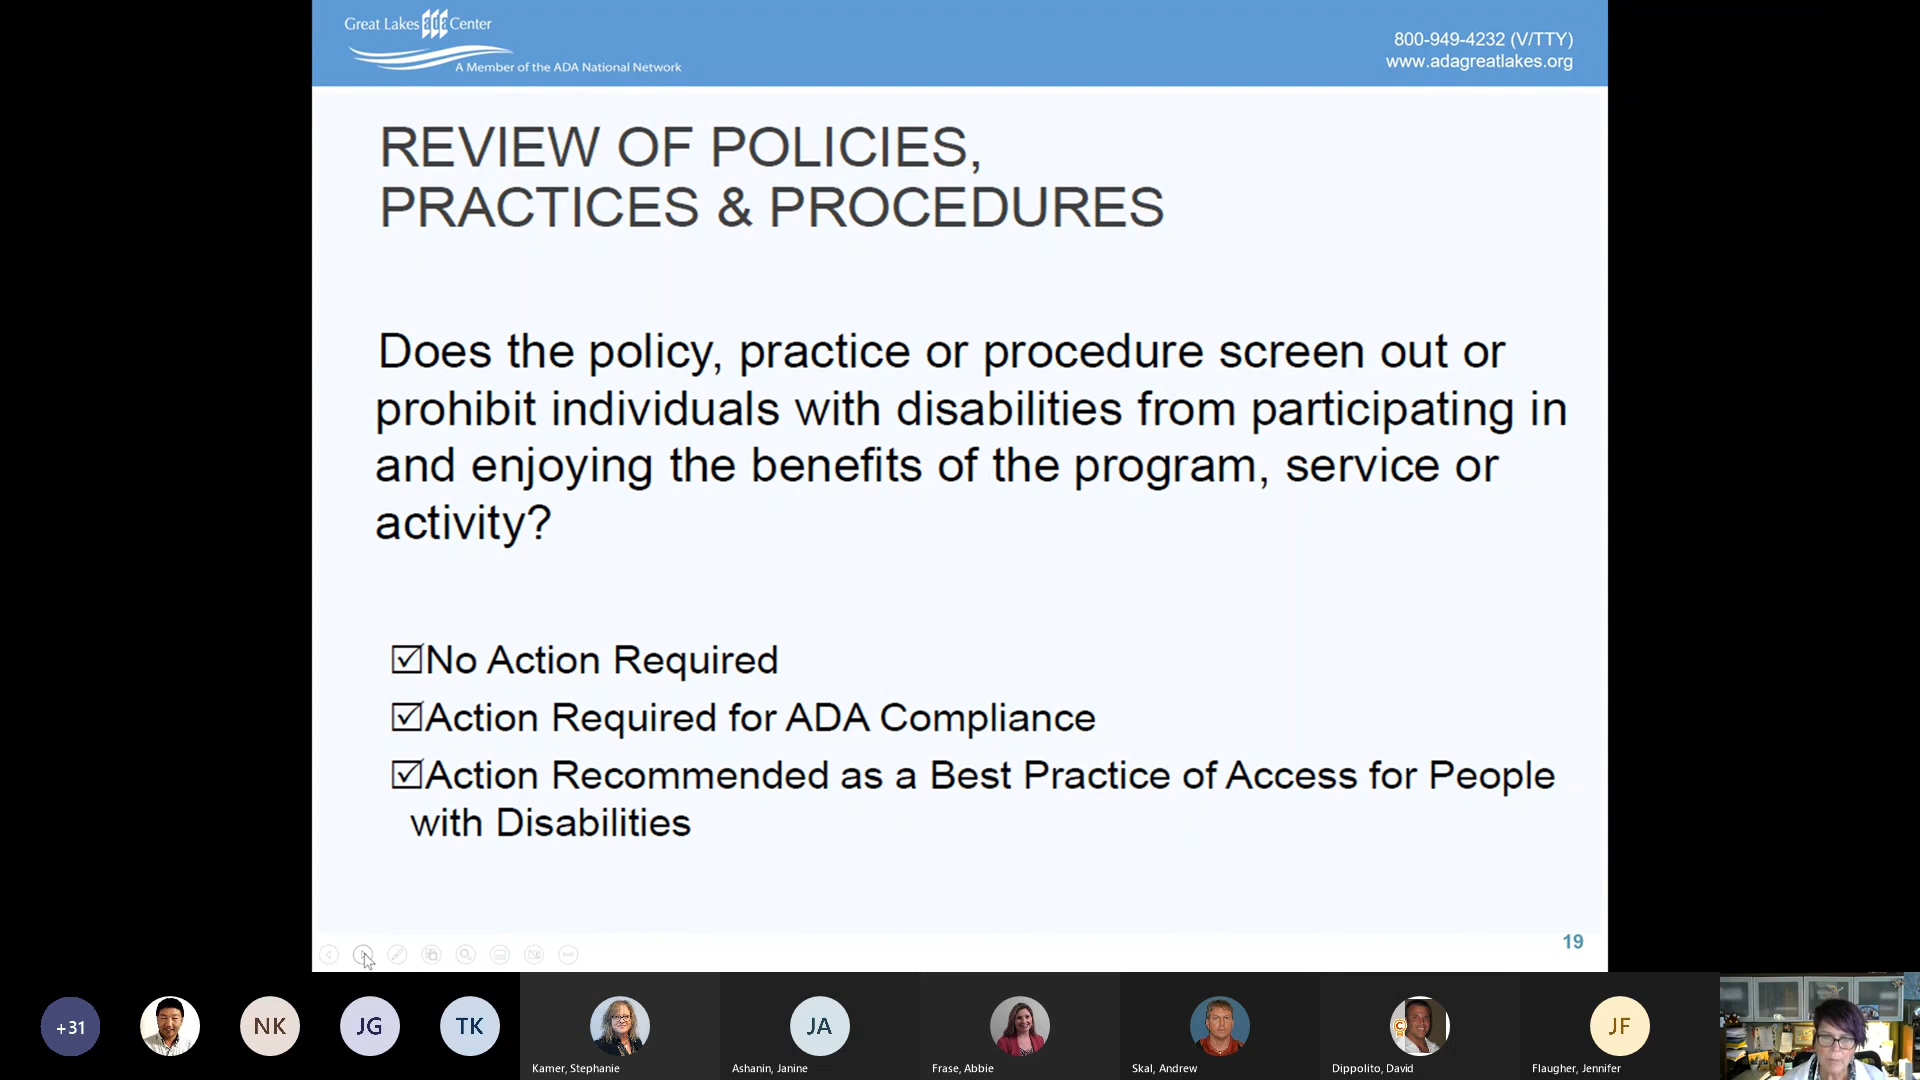 Great Lakes ada Center
A Member of the ADA National Network
800-949-4232 (V/TTY)
www.adagreatlakes.org
REVIEW OF POLICIES,
PRACTICES & PROCEDURES
Does the policy, practice or procedure screen out or
prohibit individuals with disabilities from participating in
and enjoying the benefits of the program, service or
activity?
☑No Action Required
☑Action Required for ADA Compliance
☑Action Recommended as a Best Practice of Access for People
with Disabilities
19
+31
NK
JG
TK
Kamer, Stephanie
JA
Ashanin, Janine
Frase, Abbie
Skal, Andrew
Dippolito, David
JF
Flaugher, Jennifer